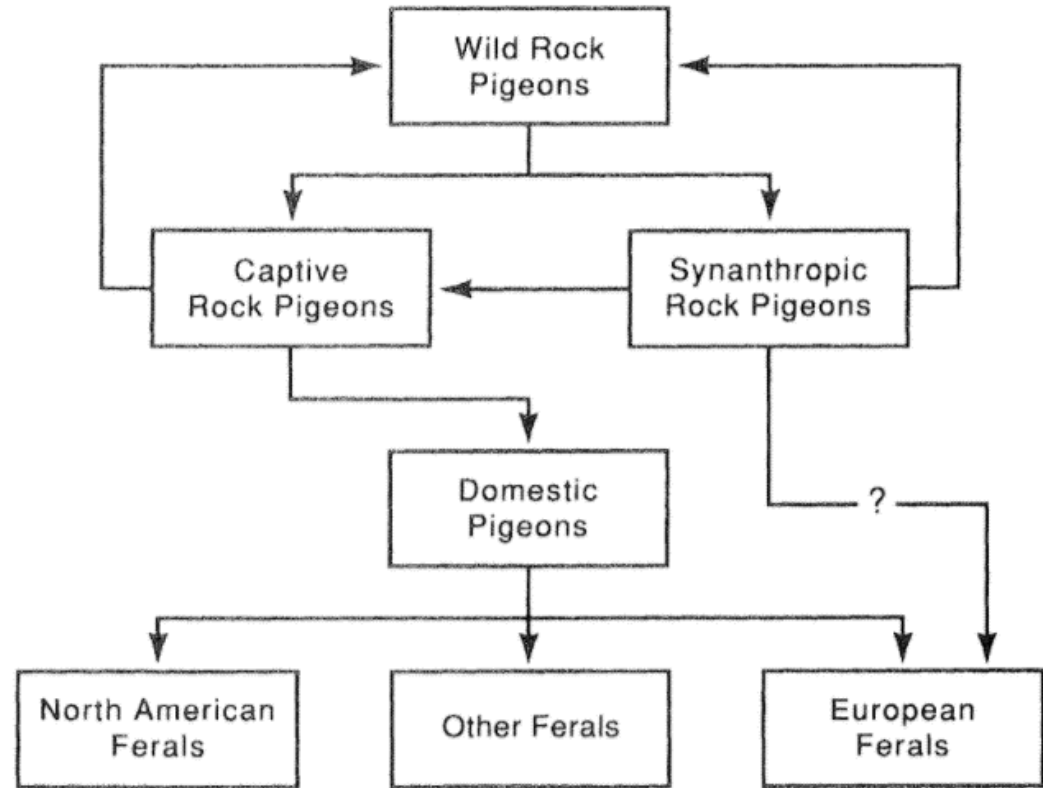 Wild Rock
Pigeons
Captive
Rock Pigeons
Synanthropic
Rock Pigeons
Domestic
Pigeons
?
North American
Ferals
Other Ferals
European
Ferals